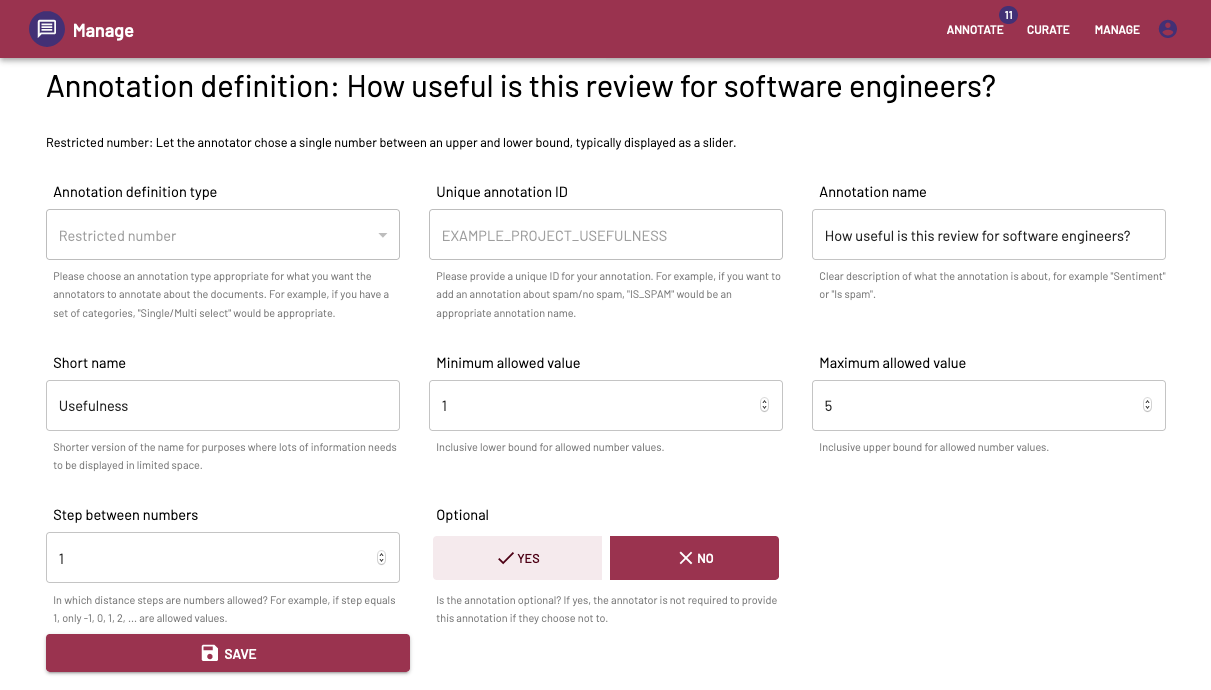 Manage
ANNOTATE 11 CURATE MANAGE
Annotation definition: How useful is this review for software engineers?
Restricted number: Let the annotator chose a single number between an upper and lower bound, typically displayed as a slider.
Annotation definition type
Restricted number
Please choose an annotation type appropriate for what you want the
annotators to annotate about the documents. For example, if you have a
set of categories, "Single/Multi select" would be appropriate.
Unique annotation ID
EXAMPLE_PROJECT_USEFULNESS
Please provide a unique ID for your annotation. For example, if you want to
add an annotation about spam/no spam, "IS_SPAM" would be an
appropriate annotation name.
Annotation name
How useful is this review for software engineers?
Clear description of what the annotation is about, for example "Sentiment"
or "Is spam".
Short name
Usefulness
Shorter version of the name for purposes where lots of information needs
to be displayed in limited space.
Minimum allowed value
1
Inclusive lower bound for allowed number values.
Maximum allowed value
5
Inclusive upper bound for allowed number values.
Step between numbers
1
In which distance steps are numbers allowed? For example, if step equals
1, only -1, 0, 1, 2, ... are allowed values.
Optional
YES
NO
Is the annotation optional? If yes, the annotator is not required to provide
this annotation if they choose not to.
SAVE